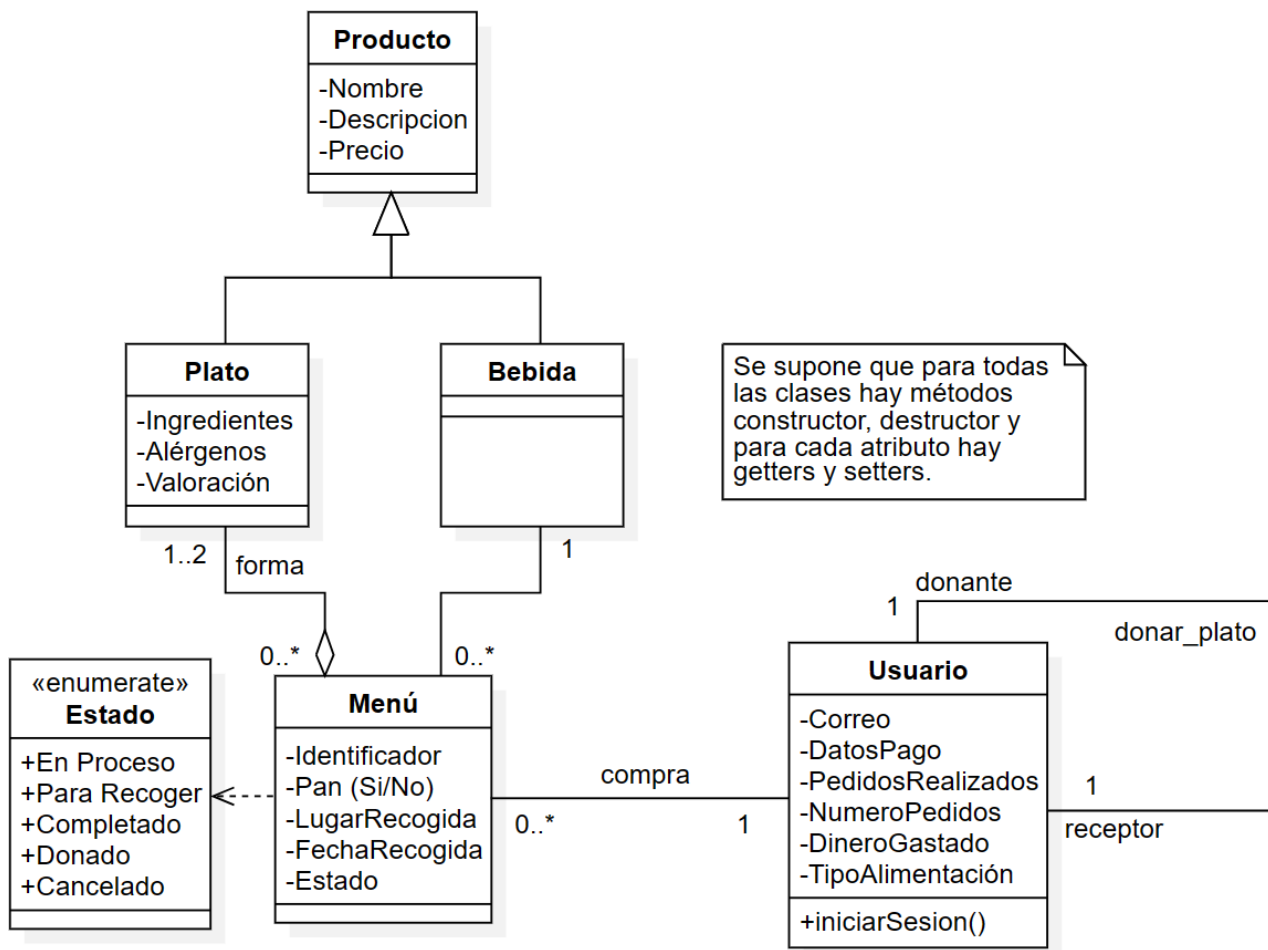 Producto
-Nombre
-Descripcion
-Precio
Plato
-Ingredientes
-Alérgenos
-Valoración
Bebida
Se supone que para todas
las clases hay métodos
constructor, destructor y
para cada atributo hay
getters y setters.
1..2
forma
1
0..*
0..*
donante
1
donar_plato
«enumerate»
Estado
+En Proceso
+Para Recoger
+Completado
+Donado
+Cancelado
Menú
-Identificador
-Pan (Si/No)
-LugarRecogida
-FechaRecogida
-Estado
compra
0..*
1
Usuario
-Correo
-DatosPago
-PedidosRealizados
-NumeroPedidos
-DineroGastado
-TipoAlimentación
+iniciarSesion()
1
receptor